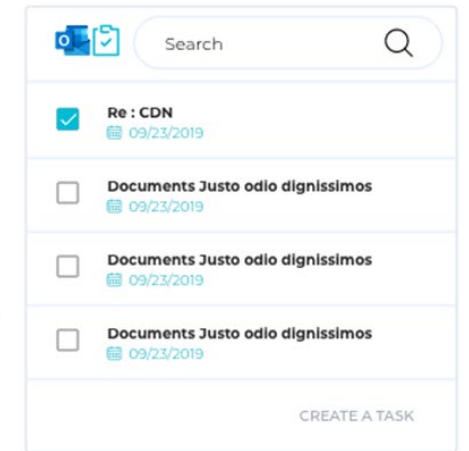 Search
Re : CDN
09/23/2019
Documents Justo odio dignissimos
09/23/2019
Documents Justo odio dignissimos
09/23/2019
Documents Justo odio dignissimos
09/23/2019
CREATE A TASK